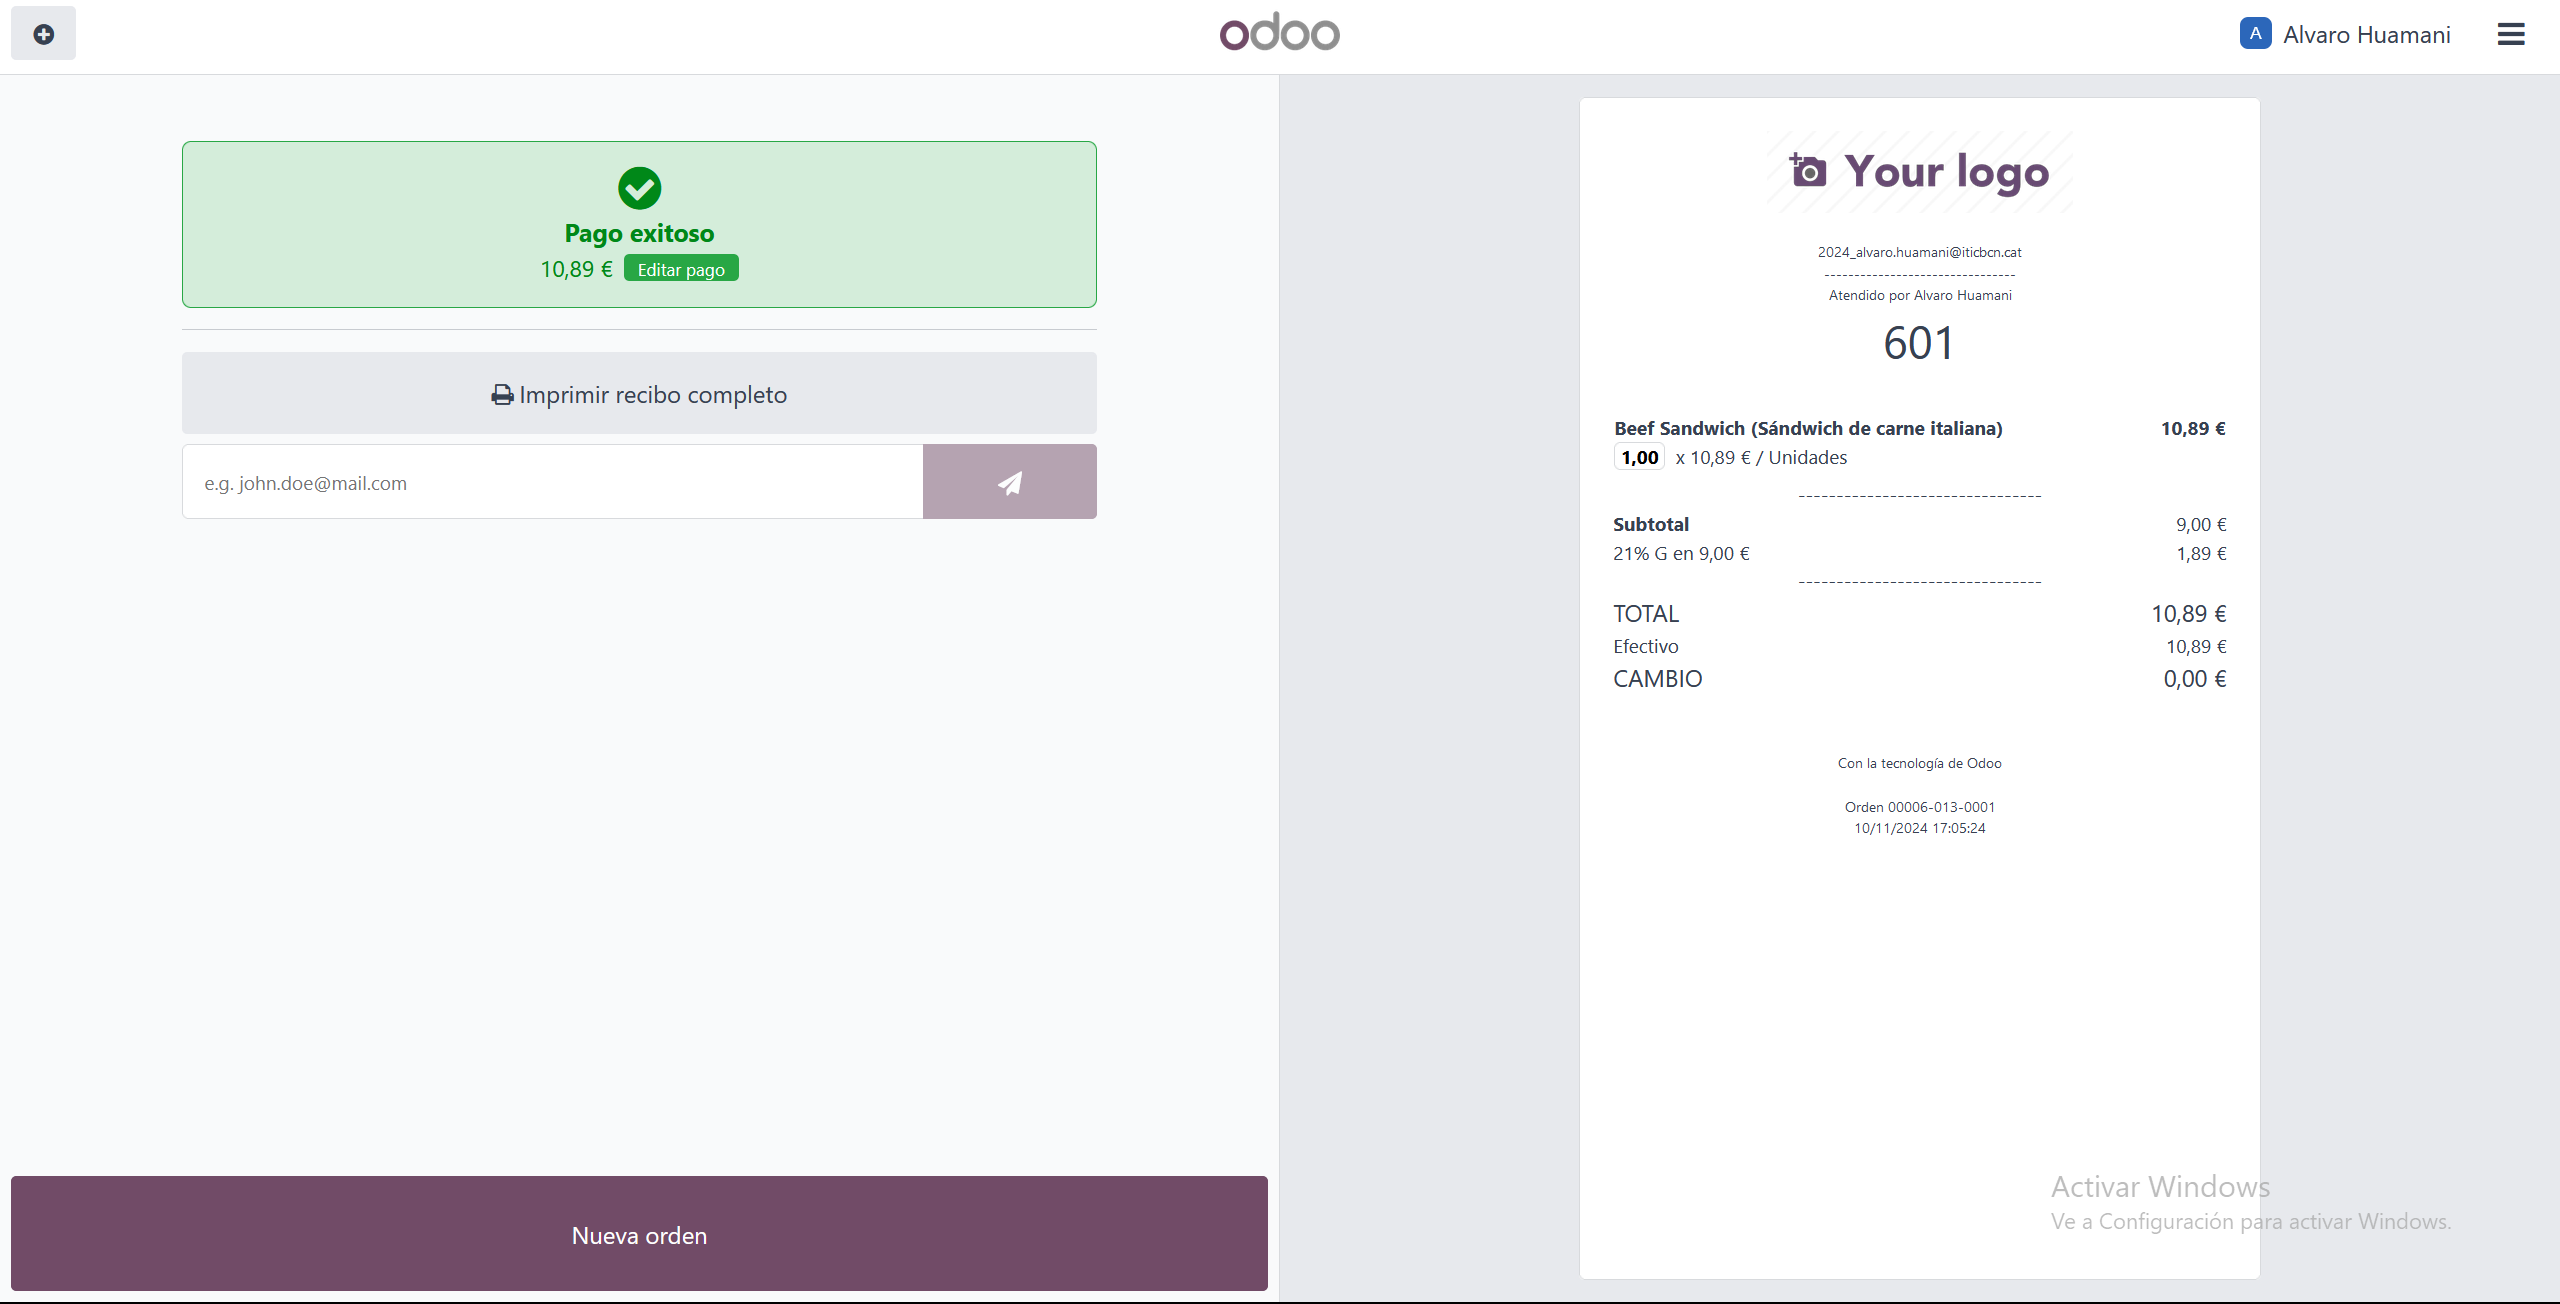 odoo
A Alvaro Huamani
Pago exitoso
10,89 € Editar pago
Imprimir recibo completo
e.g. john.doe@mail.com
Nueva orden
Your logo
2024_alvaro.huamani@iticbcn.cat
--------------------------------
Atendido por Alvaro Huamani
601
Beef Sandwich (Sándwich de carne italiana) 10,89 €
1,00 x 10,89 € / Unidades
--------------------------------
Subtotal 9,00 €
21% G en 9,00 € 1,89 €
--------------------------------
TOTAL 10,89 €
Efectivo 10,89 €
CAMBIO 0,00 €
Con la tecnología de Odoo
Orden 00006-013-0001
10/11/2024 17:05:24
Activar Windows
Ve a Configuración para activar Windows.